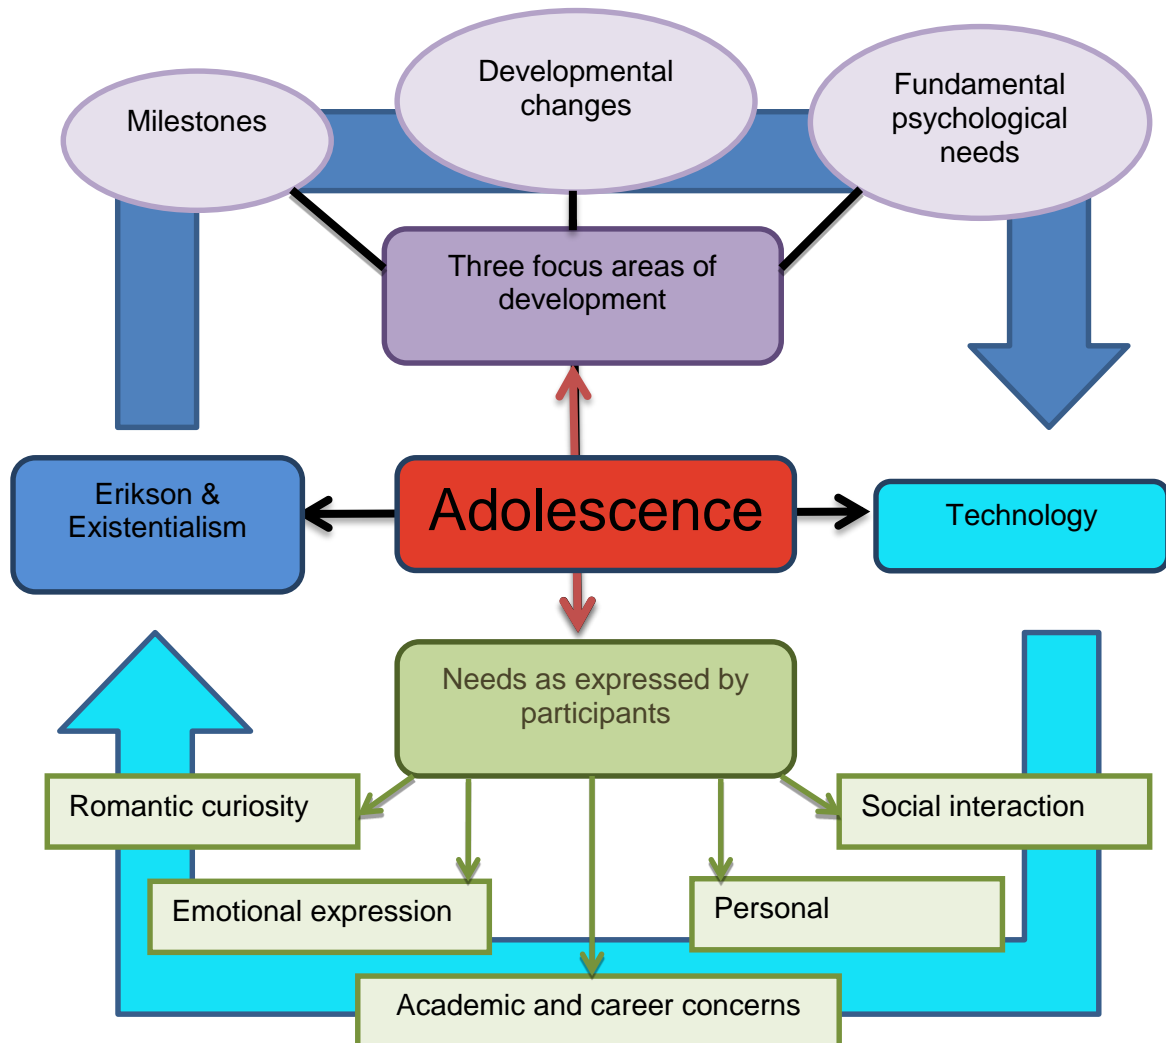 Milestones
Developmental
changes
Fundamental
psychological
needs
Three focus areas of
development
Erikson &
Existentialism
Adolescence
Technology
Needs as expressed by
participants
Romantic curiosity
Social interaction
Emotional expression
Personal
Academic and career concerns